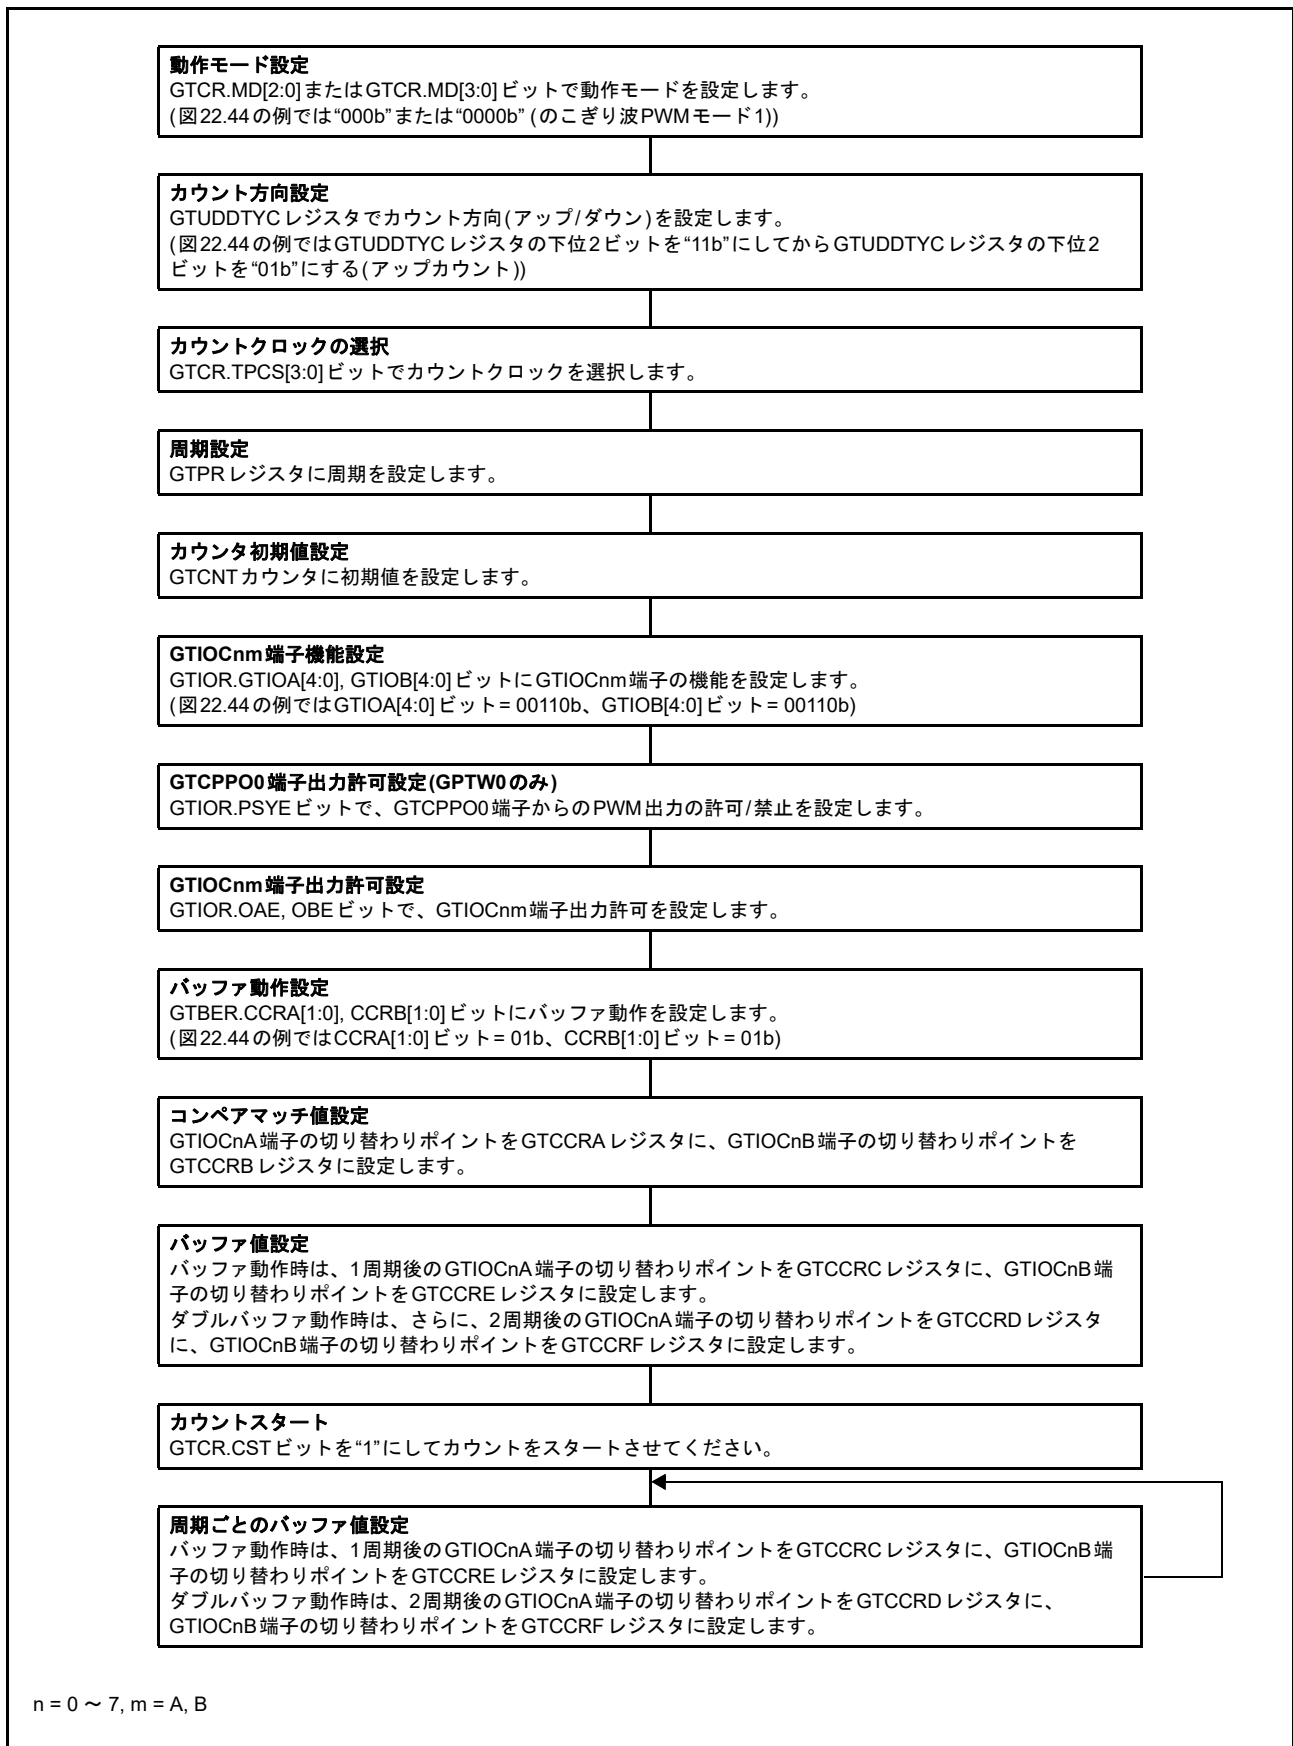 動作モード設定
GTCR.MD[2:0]またはGTCR.MD[3:0]ビットで動作モードを設定します。
(図22.44の例では“000b”または“0000b” (のこぎり波PWMモード1))
カウント方向設定
GTUDDTYCレジスタでカウント方向(アップ/ダウン)を設定します。
(図22.44の例ではGTUDDTYCレジスタの下位2ビットを“11b”にしてからGTUDDTYCレジスタの下位2
ビットを“01b”にする(アップカウント))
カウントクロックの選択
GTCR.TPCS[3:0]ビットでカウントクロックを選択します。
周期設定
GTPRレジスタに周期を設定します。
カウンタ初期値設定
GTCNTカウンタに初期値を設定します。
GTIOCnm端子機能設定
GTIOR.GTIOA[4:0], GTIOB[4:0]ビットにGTIOCnm端子の機能を設定します。
(図22.44の例ではGTIOA[4:0]ビット= 00110b、GTIOB[4:0]ビット= 00110b)
GTCPPO0端子出力許可設定(GPTW0のみ)
GTIOR.PSYEビットで、GTCPPO0端子からのPWM出力の許可/禁止を設定します。
GTIOCnm端子出力許可設定
GTIOR.OAE, OBEビットで、GTIOCnm端子出力許可を設定します。
バッファ動作設定
GTBER.CCRA[1:0], CCRB[1:0]ビットにバッファ動作を設定します。
(図22.44の例ではCCRA[1:0]ビット= 01b、CCRB[1:0]ビット= 01b)
コンペアマッチ値設定
GTIOCnA端子の切り替わりポイントをGTCCRAレジスタに、GTIOCnB端子の切り替わりポイントを
GTCCRBレジスタに設定します。
バッファ値設定
バッファ動作時は、1周期後のGTIOCnA端子の切り替わりポイントをGTCCRCレジスタに、GTIOCnB端
子の切り替わりポイントをGTCCREレジスタに設定します。
ダブルバッファ動作時は、さらに、2周期後のGTIOCnA端子の切り替わりポイントをGTCCRDレジスタ
に、GTIOCnB端子の切り替わりポイントをGTCCRFレジスタに設定します。
カウントスタート
GTCR.CSTビットを“1”にしてカウントをスタートさせてください。
周期ごとのバッファ値設定
バッファ動作時は、1周期後のGTIOCnA端子の切り替わりポイントをGTCCRCレジスタに、GTIOCnB端
子の切り替わりポイントをGTCCREレジスタに設定します。
ダブルバッファ動作時は、2周期後のGTIOCnA端子の切り替わりポイントをGTCCRDレジスタに、
GTIOCnB端子の切り替わりポイントをGTCCRFレジスタに設定します。
n = 0 ～ 7, m = A, B